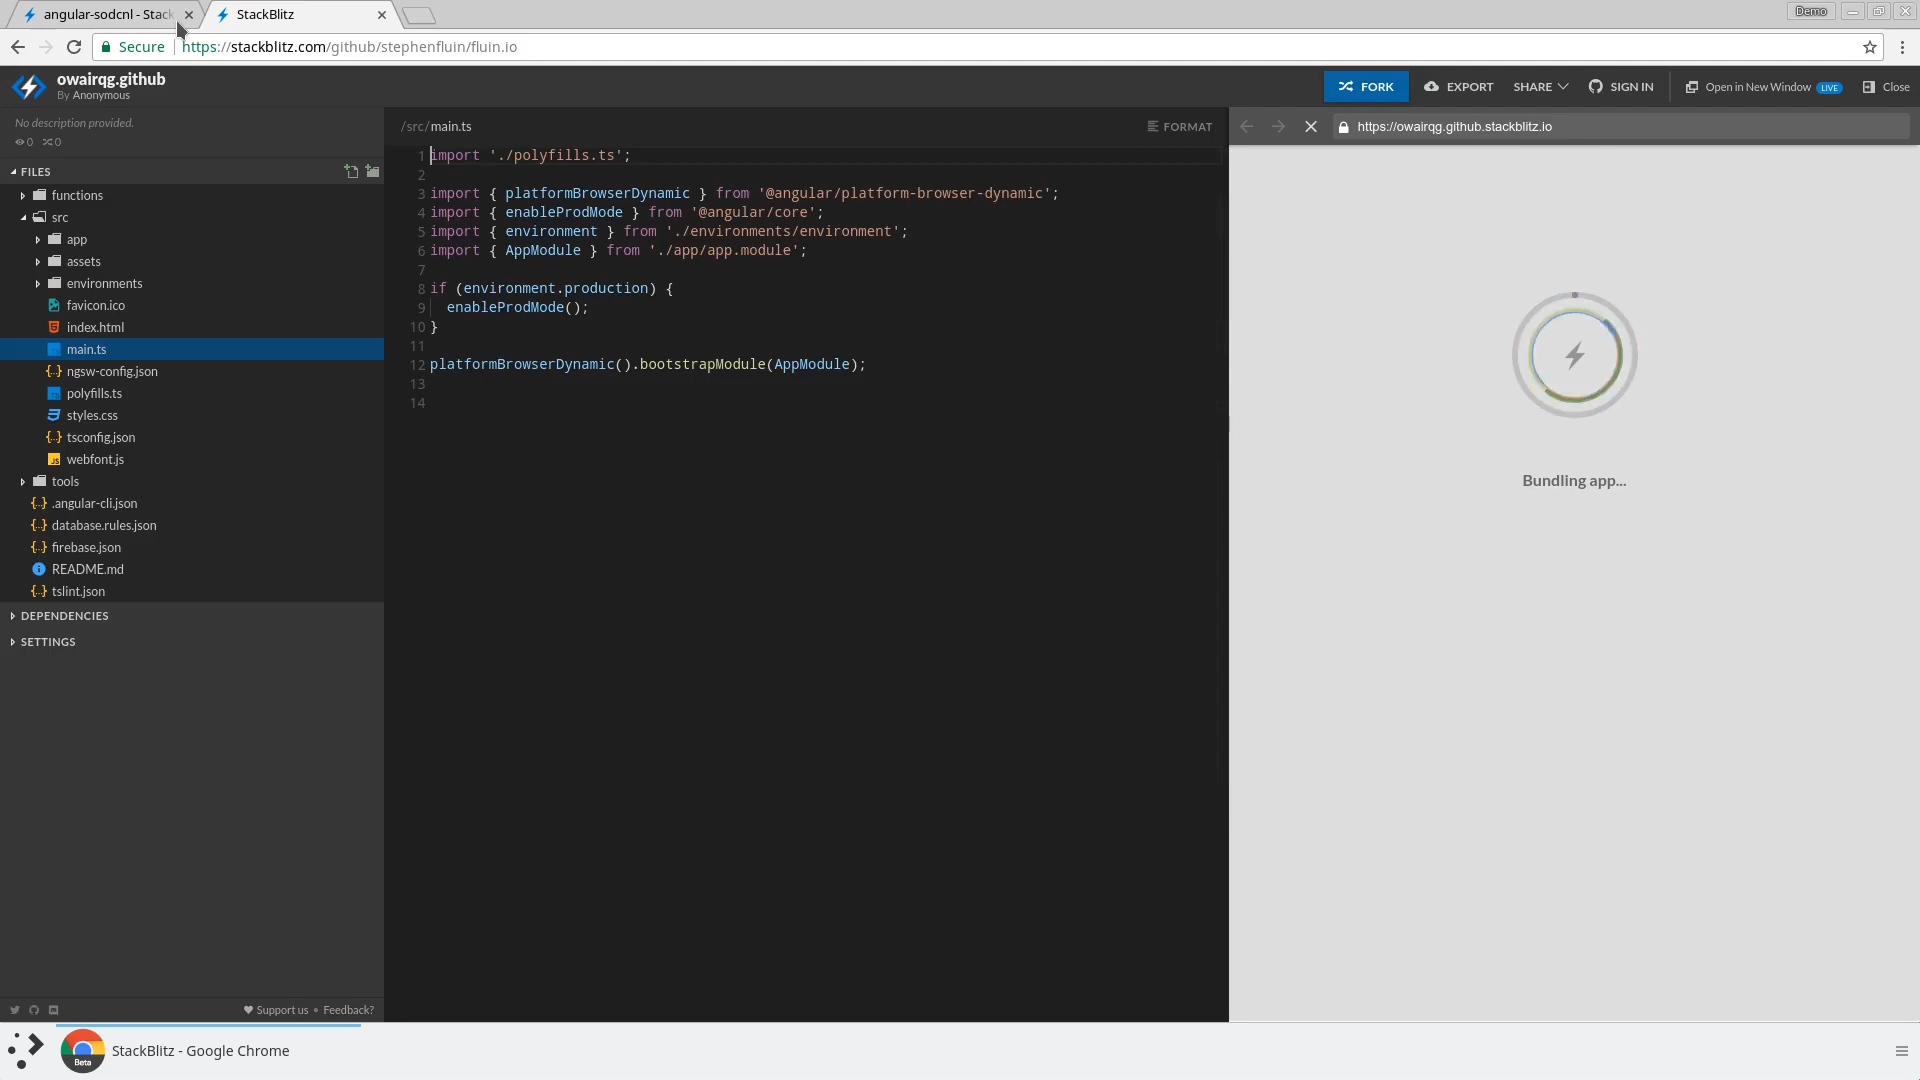 angular-sodcnl - Stack
StackBlitz
Demo
Secure
https://stackblitz.com/github/stephenfluin/fluin.io
owairqg.github
By Anonymous
FORK
EXPORT
SHARE
SIGN IN
Open in New Window LIVE
Close
No description provided.
0 0
FILES
functions
src
app
assets
environments
favicon.ico
index.html
main.ts
{..} ngsw-config.json
polyfills.ts
styles.css
{..} tsconfig.json
JS webfont.js
tools
{..} .angular-cli.json
{..} database.rules.json
{..} firebase.json
README.md
{..} tslint.json
DEPENDENCIES
SETTINGS
Support us • Feedback?
/src/main.ts
FORMAT
1 import './polyfills.ts';
2
3 import { platformBrowserDynamic } from '@angular/platform-browser-dynamic';
4 import { enableProdMode } from '@angular/core';
5 import { environment } from './environments/environment';
6 import { AppModule } from './app/app.module';
7
8 if (environment.production) {
9 enableProdMode();
10 }
11
12 platformBrowserDynamic().bootstrapModule(AppModule);
13
14
https://owairqg.github.stackblitz.io
Bundling app...
Beta
StackBlitz - Google Chrome